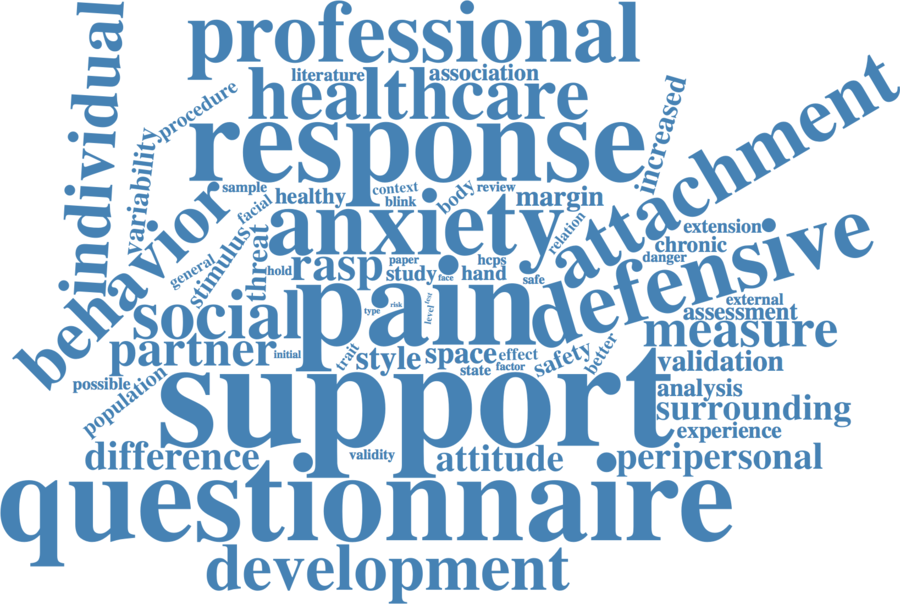 individual
professional
literature
association
healthcare
procedure
increased
attachment
response
variability
sample
healthy
context
blink
body
review
margin
behavior
facial
stimulus
anxiety
relation
extension
chronic
danger
general
threat
hold
rasp
paper
study
face
hcps
hand
safe
defensive
social
pain
type
risk
level
text
external
assessment
measure
partner
initial
trait
style
space
effect
state
factor
safety
better
validation
possible
population
support
analysis
surrounding
experience
difference
validity
attitude
peripersonal
questionnaire
development